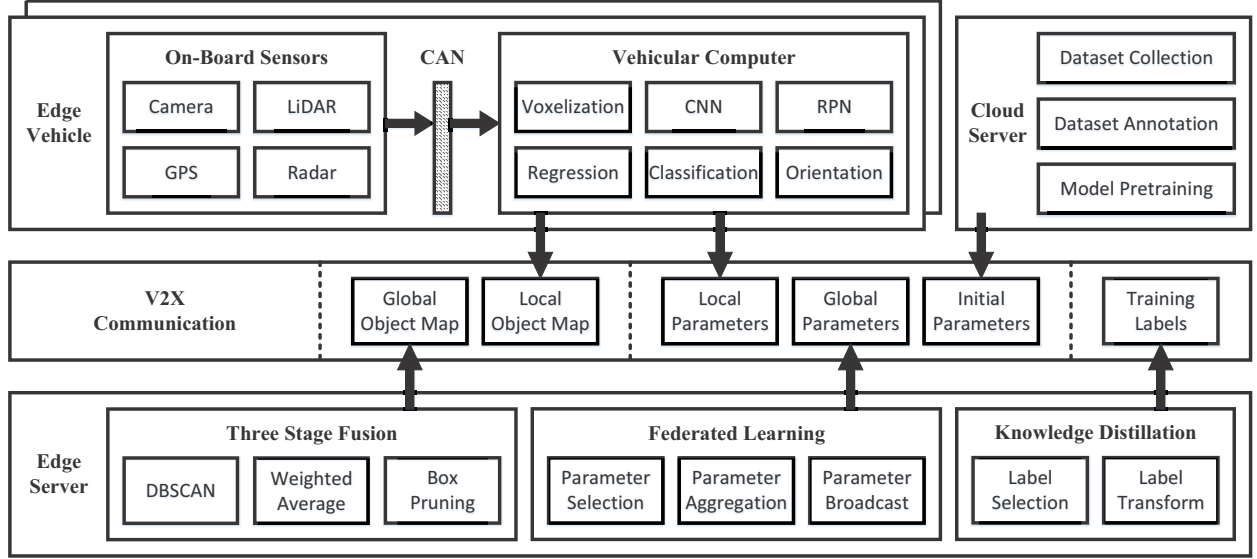 On-Board Sensors
CAN
Vehicular Computer
Edge
Vehicle
Camera
LiDAR
GPS
Radar
Voxelization
CNN
RPN
Regression
Classification
Orientation
Cloud
Server
Dataset Collection
Dataset Annotation
Model Pretraining
V2X
Communication
Global
Object Map
Local
Object Map
Local
Parameters
Global
Parameters
Initial
Parameters
Training
Labels
Edge
Server
Three Stage Fusion
DBSCAN
Weighted
Average
Box
Pruning
Federated Learning
Parameter
Selection
Parameter
Aggregation
Parameter
Broadcast
Knowledge Distillation
Label
Selection
Label
Transform